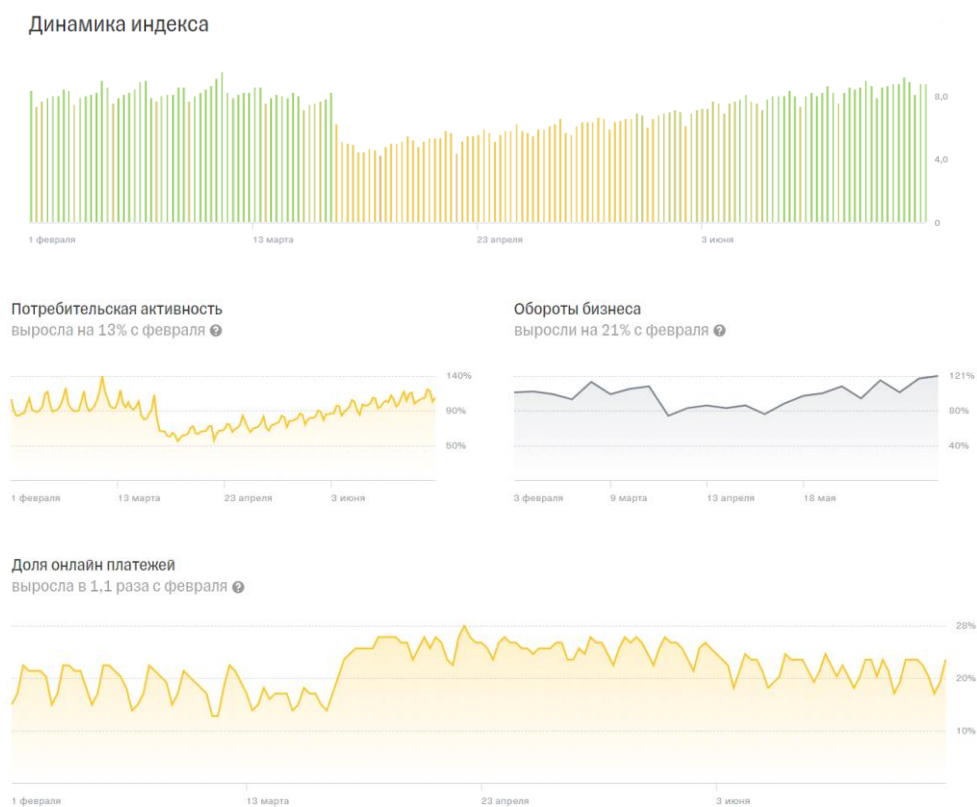 Динамика индекса
8,0
4,0
0
1 февраля 13 марта 23 апреля 3 июня
Потребительская активность
выросла на 13% с февраля ?
140%
90%
50%
1 февраля 13 марта 23 апреля 3 июня
Обороты бизнеса
выросли на 21% с февраля ?
121%
80%
40%
3 февраля 9 марта 13 апреля 18 мая
Доля онлайн платежей
выросла в 1,1 раза с февраля ?
28%
20%
10%
1 февраля 13 марта 23 апреля 3 июня